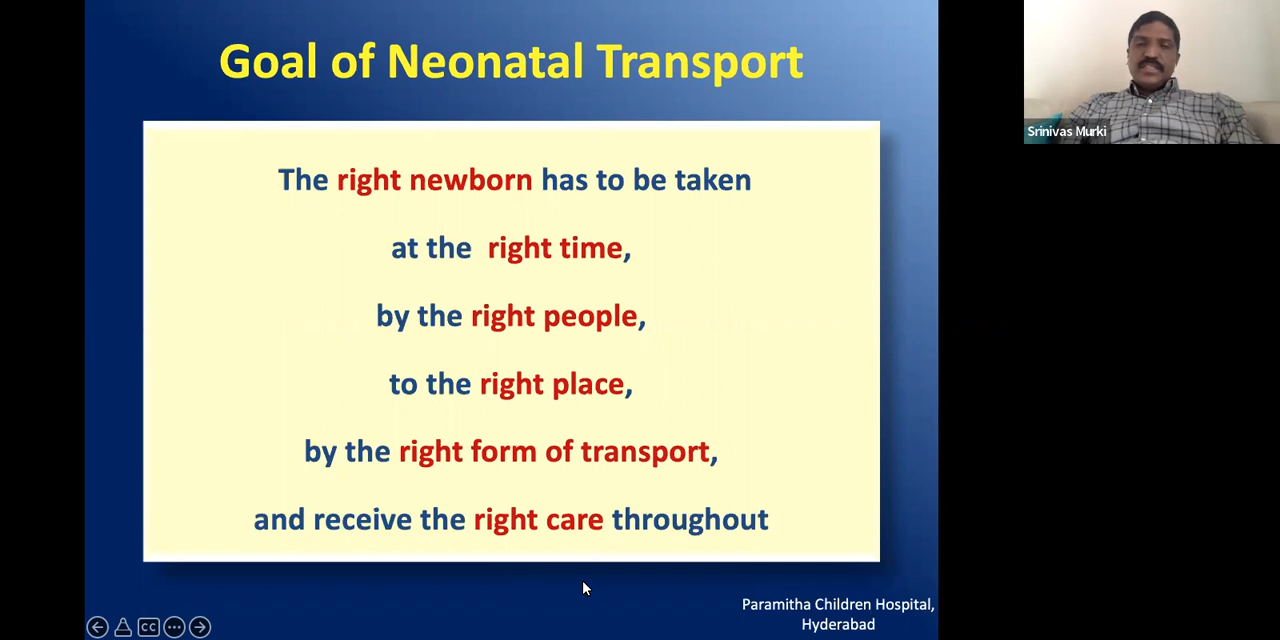 Goal of Neonatal Transport
The right newborn has to be taken
at the right time,
by the right people,
to the right place,
by the right form of transport,
and receive the right care throughout
Paramitha Children Hospital,
Hyderabad
CC
Srinivas Murki